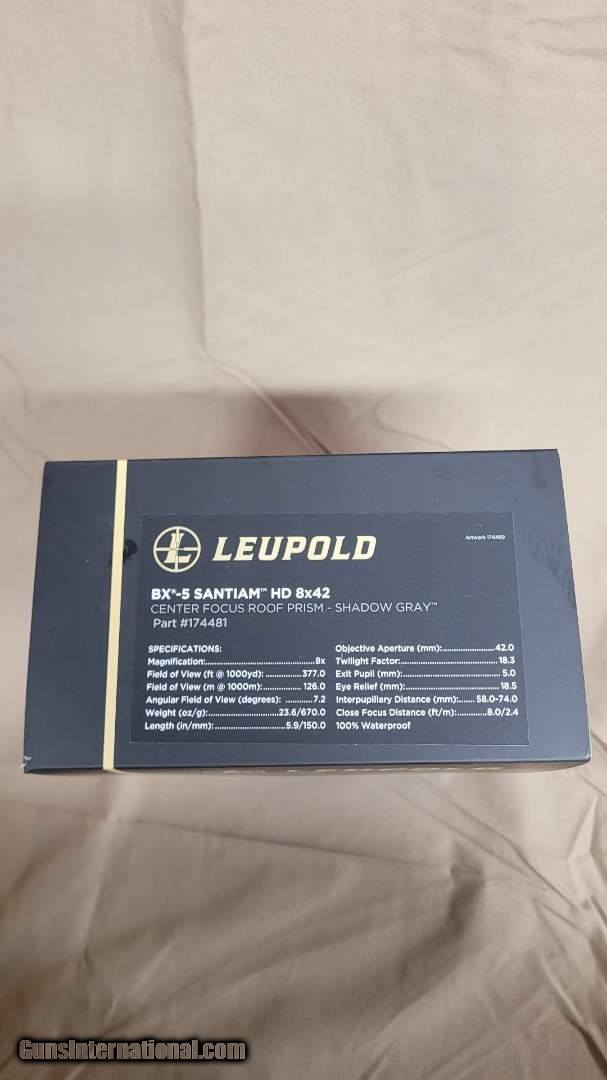 LEUPOLD
Artwork 174489
BX®-5 SANTIAM™ HD 8x42
CENTER FOCUS ROOF PRISM - SHADOW GRAY™
Part #174481
SPECIFICATIONS:
Magnification:..........8x
Field of View (ft @ 1000yd):..........377.0
Field of View (m @ 1000m):..........126.0
Angular Field of View (degrees):..........7.2
Weight (oz/g):..........23.6/670.0
Length (in/mm):..........5.9/150.0
Objective Aperture (mm):..........42.0
Twilight Factor:..........18.3
Exit Pupil (mm):..........5.0
Eye Relief (mm):..........18.5
Interpupillary Distance (mm):..........58.0-74.0
Close Focus Distance (ft/m):..........8.0/2.4
100% Waterproof
GunsInternational.com